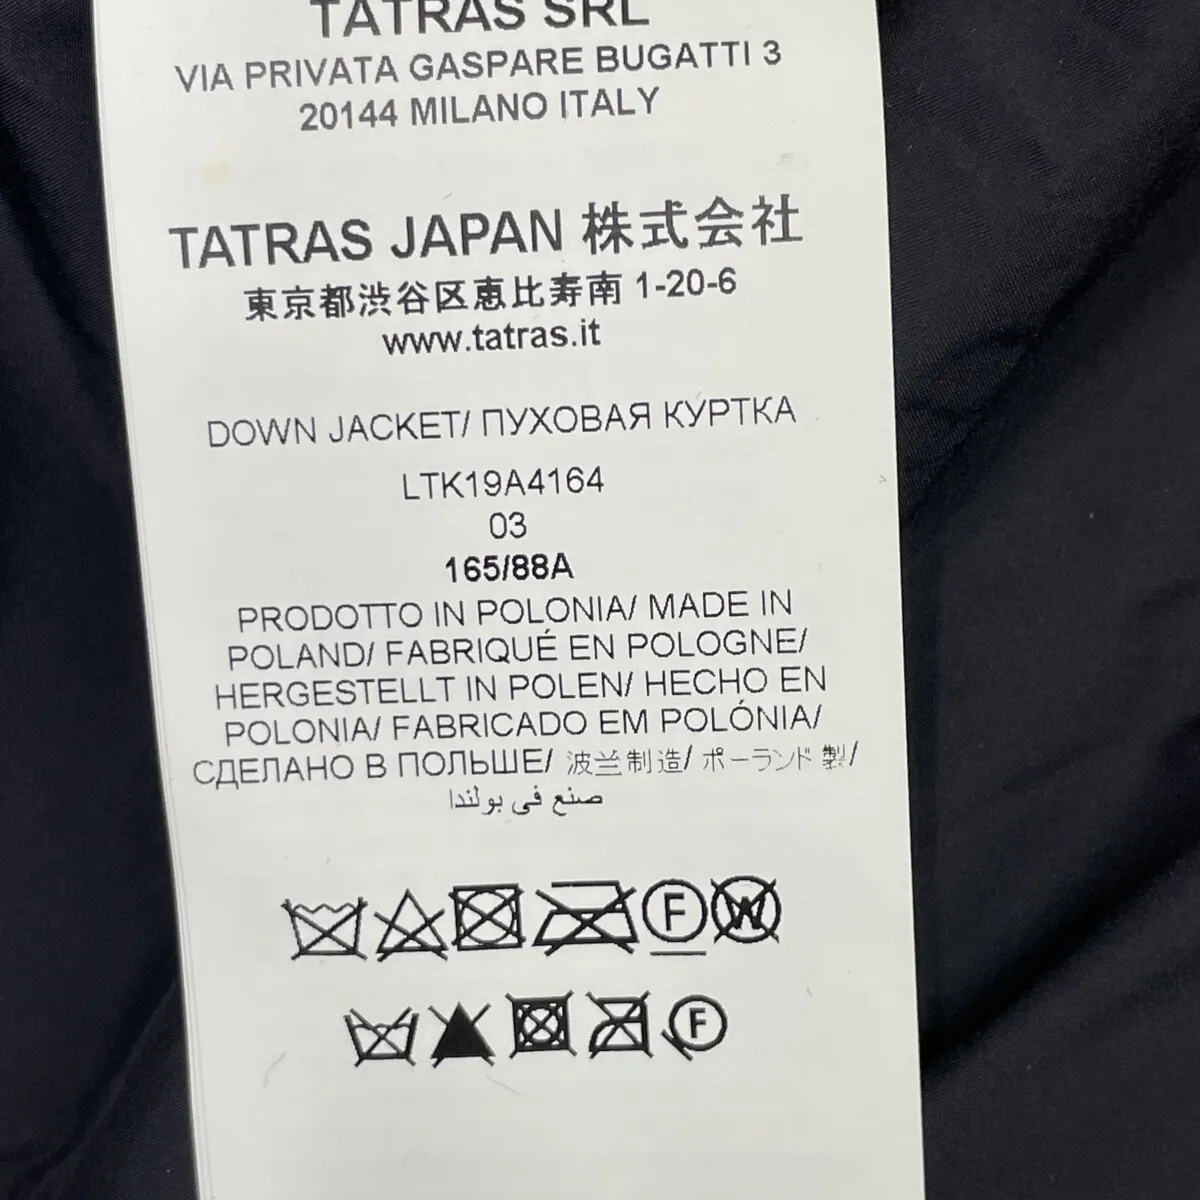 TATRAS SRL
VIA PRIVATA GASPARE BUGATTI 3
20144 MILANO ITALY
TATRAS JAPAN 株式会社
東京都渋谷区恵比寿南 1-20-6
www.tatras.it
DOWN JACKET/ ПУХОВАЯ КУРТКА
LTK19A4164
03
165/88A
PRODOTTO IN POLONIA/ MADE IN
POLAND/ FABRIQUÉ EN POLOGNE/
HERGESTELLT IN POLEN/ HECHO EN
POLONIA/ FABRICADO EM POLÓNIA/
СДЕЛАНО В ПОЛЬШЕ/ 波兰制造/ ポーランド製/
صنع في بولندا
F W
F